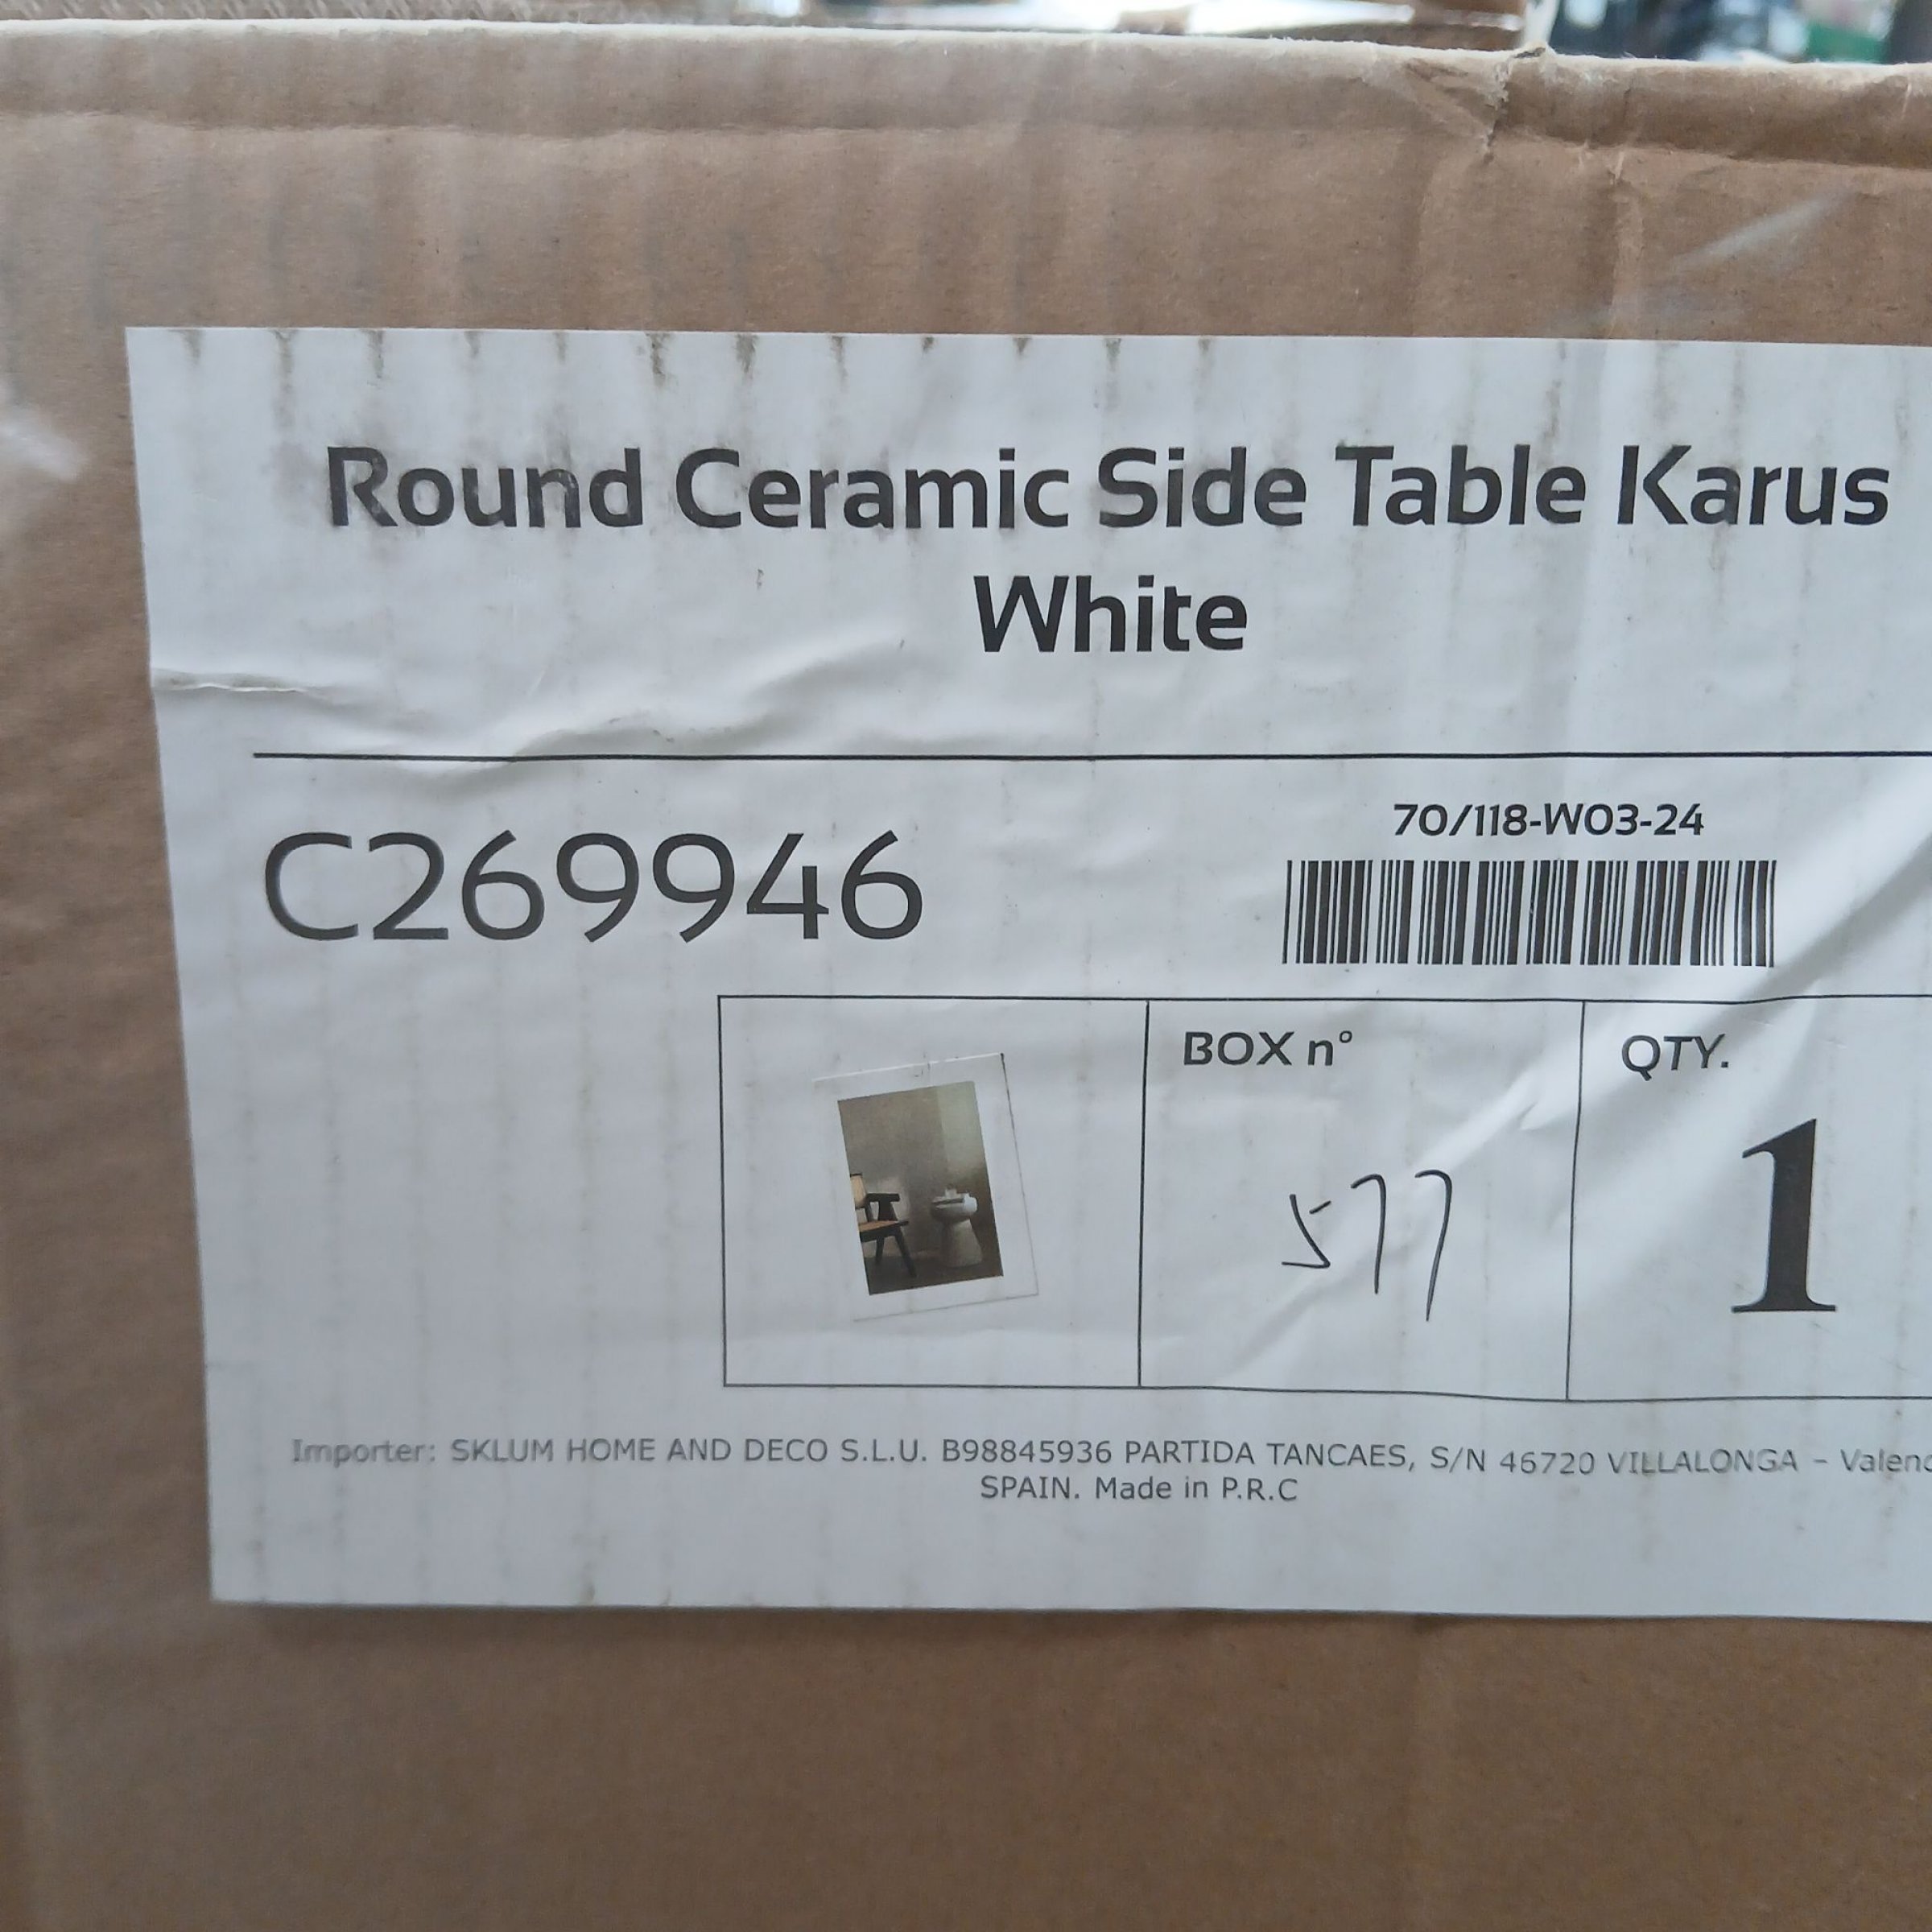 Round Ceramic Side Table Karus
White
C269946
70/118-W03-24
BOX n°
QTY.
577
1
Importer: SKLUM HOME AND DECO S.L.U. B98845936 PARTIDA TANCAES, S/N 46720 VILLALONGA – Valenc
SPAIN. Made in P.R.C